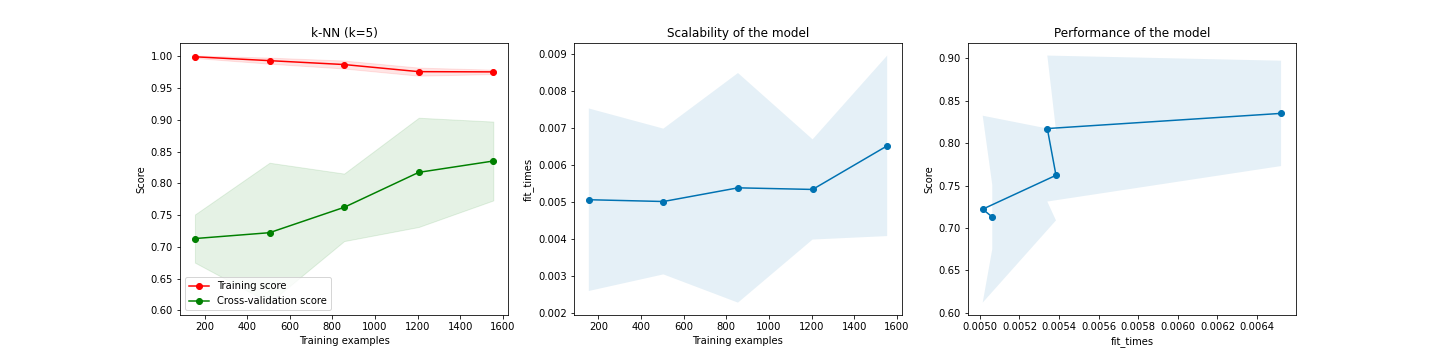 k-NN (k=5)
Score
1.00
0.95
0.90
0.85
0.80
0.75
0.70
0.65
0.60
Training score
Cross-validation score
200 400 600 800 1000 1200 1400 1600
Training examples
Scalability of the model
fit_times
0.009
0.008
0.007
0.006
0.005
0.004
0.003
0.002
200 400 600 800 1000 1200 1400 1600
Training examples
Performance of the model
Score
0.90
0.85
0.80
0.75
0.70
0.65
0.60
0.0050 0.0052 0.0054 0.0056 0.0058 0.0060 0.0062 0.0064
fit_times